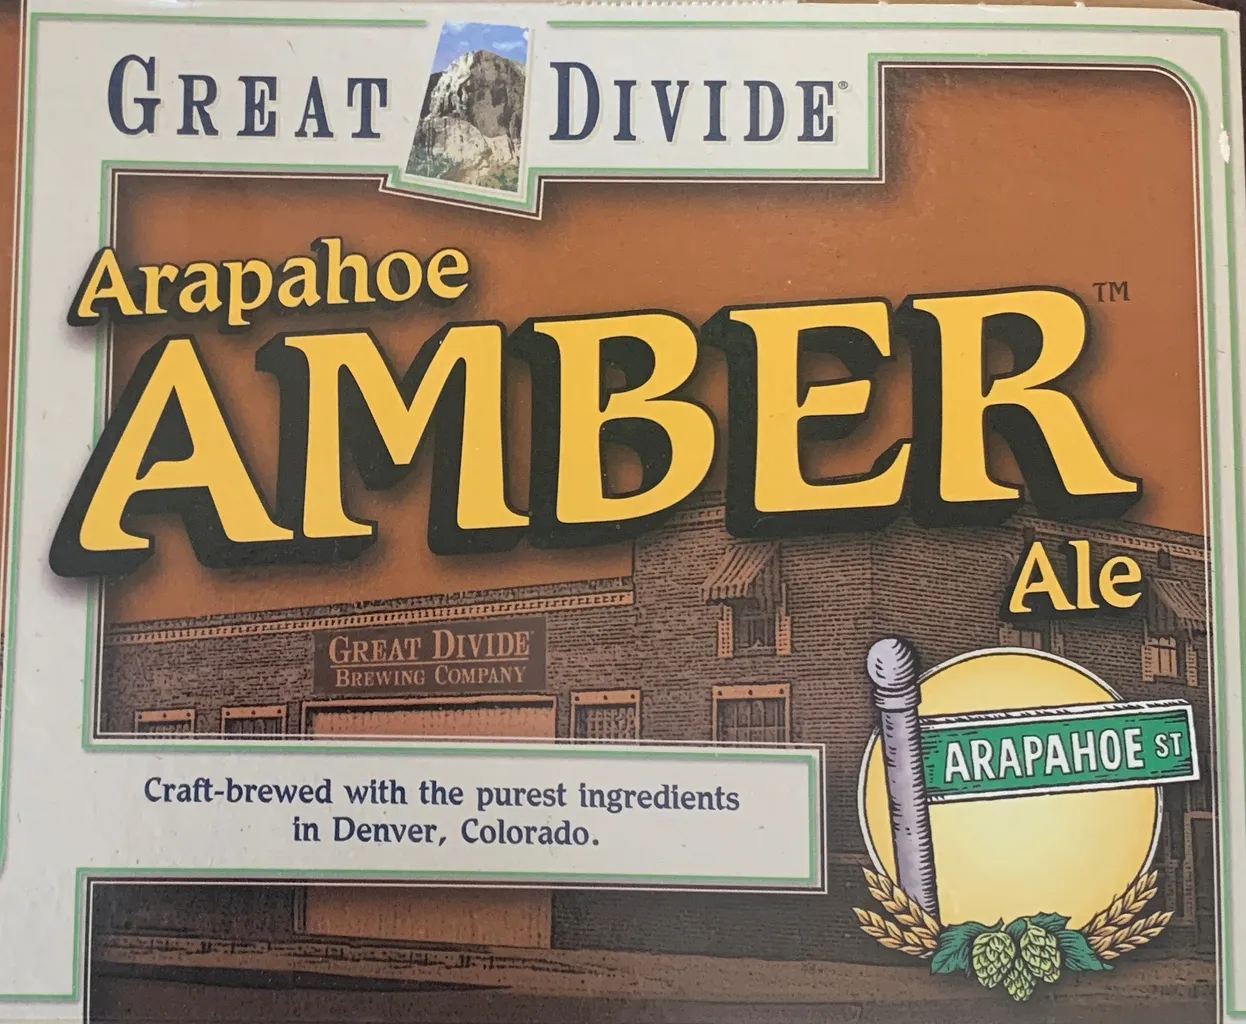 GREAT DIVIDE®
Arapahoe
AMBER™
Ale
GREAT DIVIDE
BREWING COMPANY
ARAPAHOE ST
Craft-brewed with the purest ingredients
in Denver, Colorado.